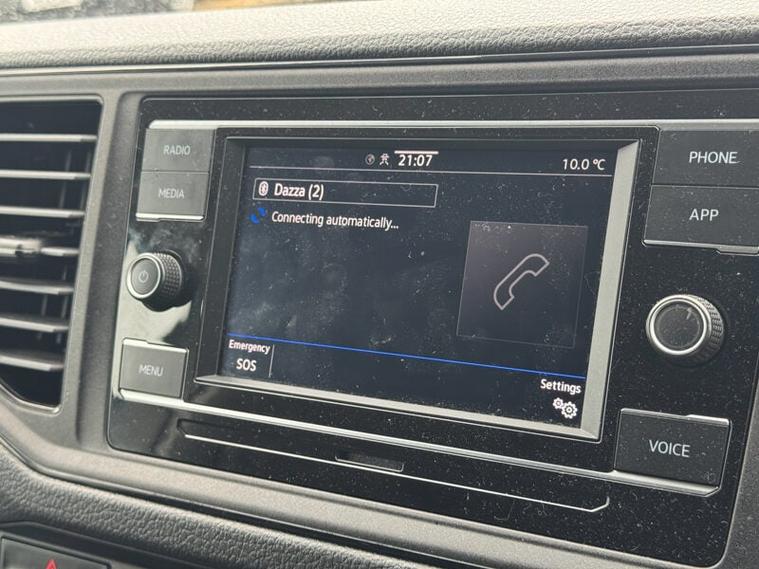 RADIO
MEDIA
MENU
21:07
10.0 °C
Dazza (2)
Connecting automatically...
Emergency
SOS
Settings
PHONE
APP
VOICE